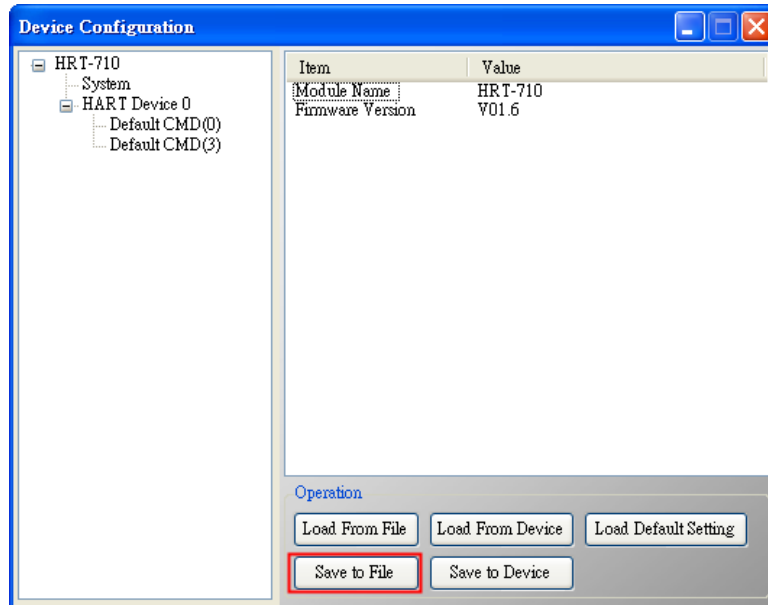 Device Configuration
HRT-710
System
HART Device 0
Default CMD(0)
Default CMD(3)
Item Value
Module Name HRT-710
Firmware Version V01.6
Operation
Load From File Load From Device Load Default Setting
Save to File Save to Device